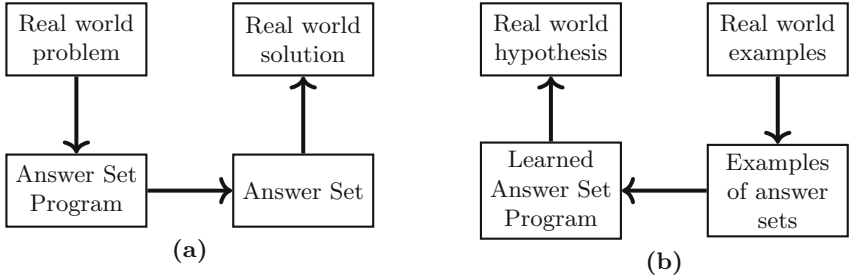 Real world
problem
Real world
solution
Answer Set
Program
Answer Set
(a)
Real world
hypothesis
Real world
examples
Learned
Answer Set
Program
Examples
of answer
sets
(b)